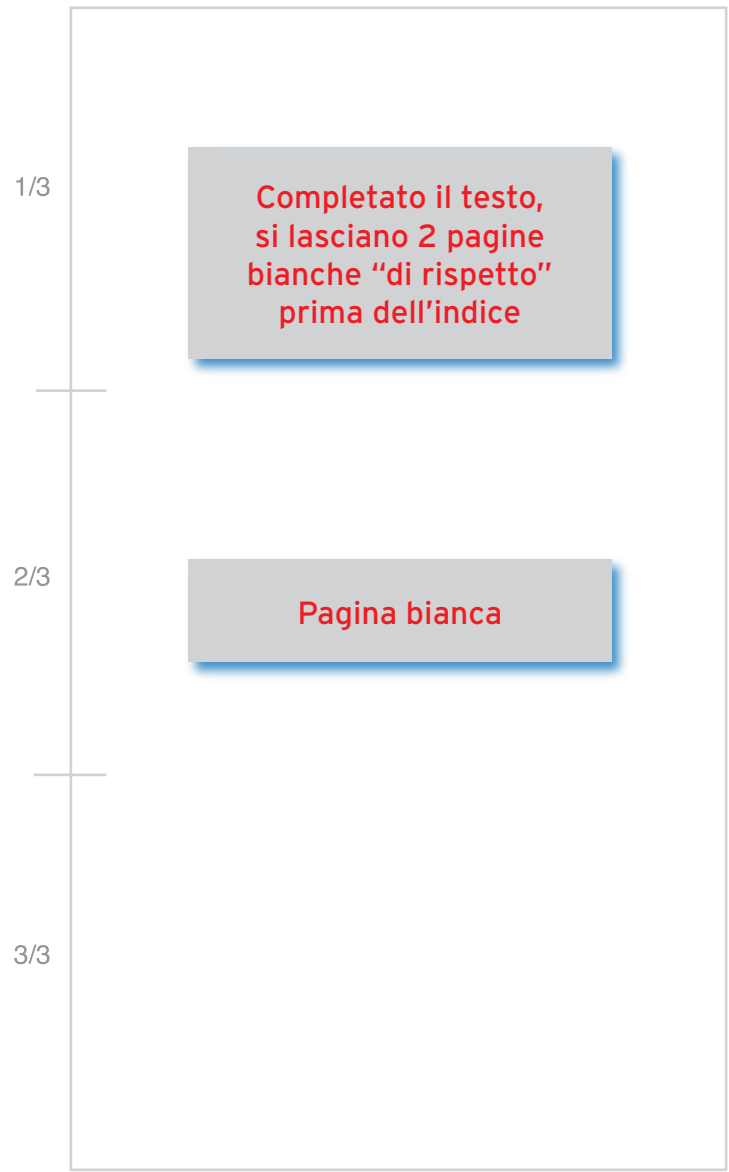 1/3
Completato il testo,
si lasciano 2 pagine
bianche “di rispetto”
prima dell’indice
2/3
Pagina bianca
3/3